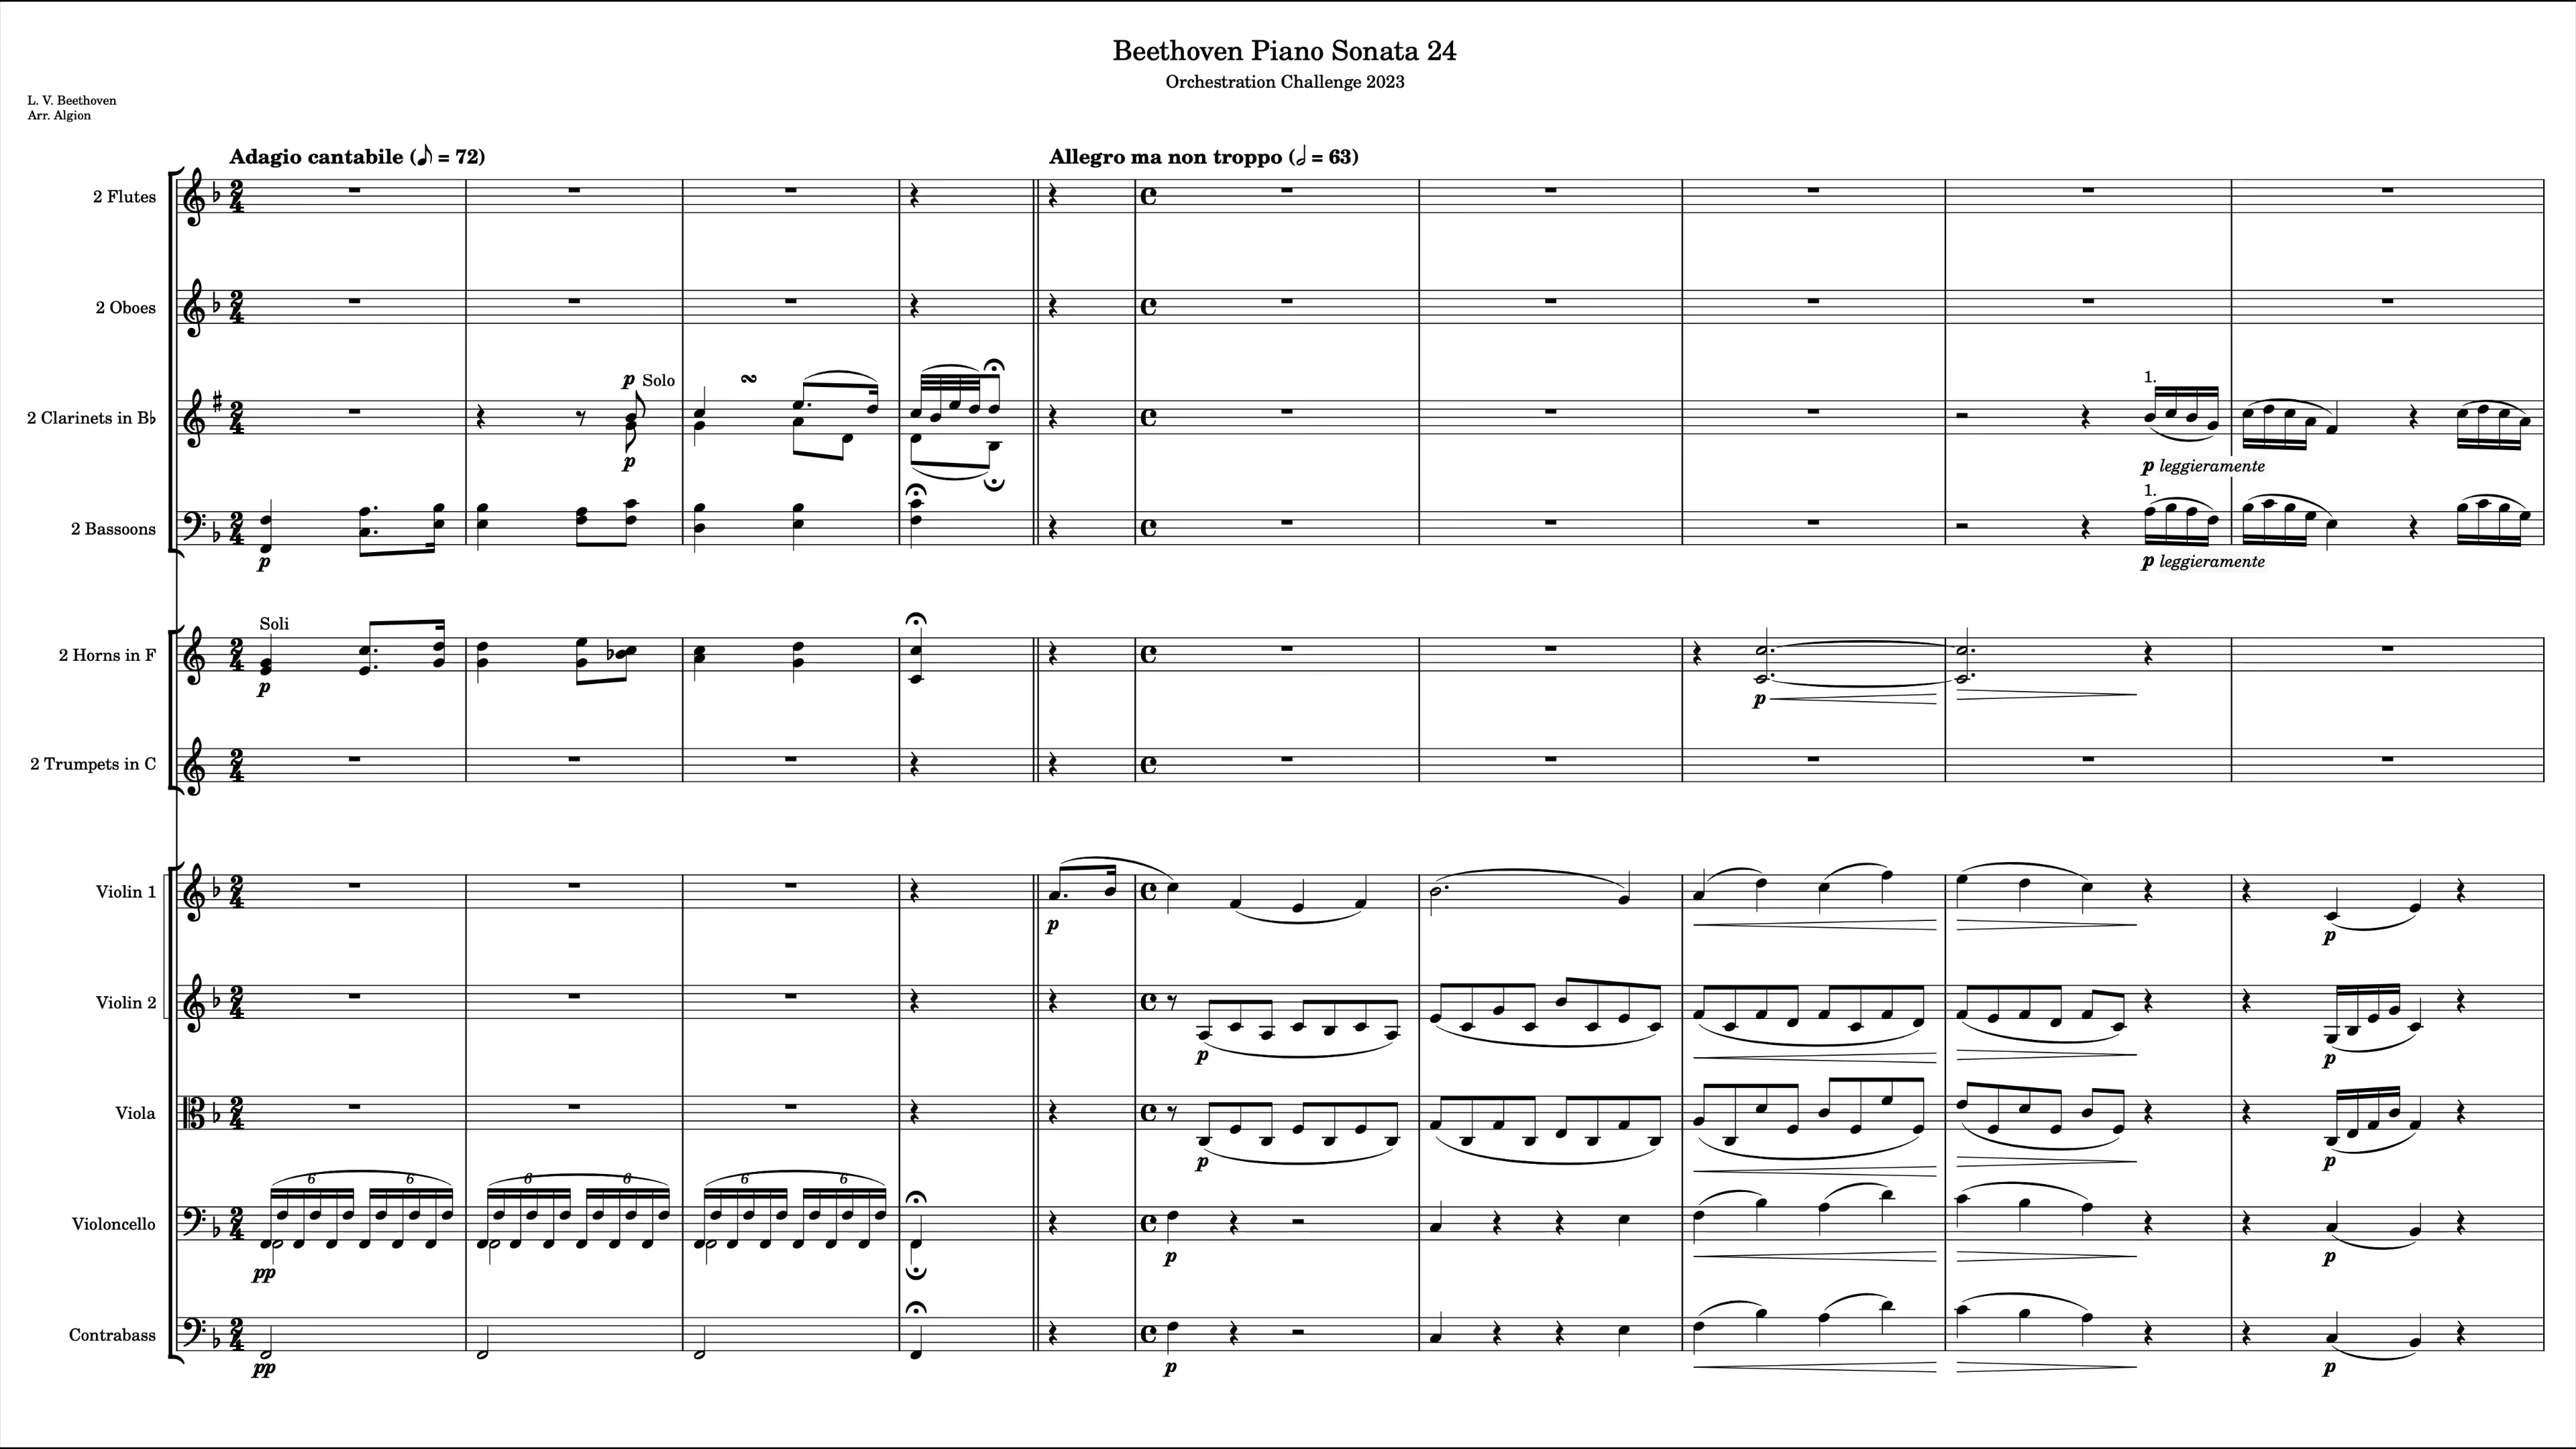 Beethoven Piano Sonata 24
Orchestration Challenge 2023
L. V. Beethoven
Arr. Algion
Adagio cantabile (♪ = 72)
Allegro ma non troppo (𝅗𝅥 = 63)
2 Flutes
2 Oboes
p Solo
1.
2 Clarinets in B♭
p
p leggieramente
1.
2 Bassoons
p
p leggieramente
Soli
2 Horns in F
p
p
2 Trumpets in C
Violin 1
p
p
Violin 2
p
p
Viola
p
p
6 6 6 6 6 6
Violoncello
pp
p
p
Contrabass
pp
p
p